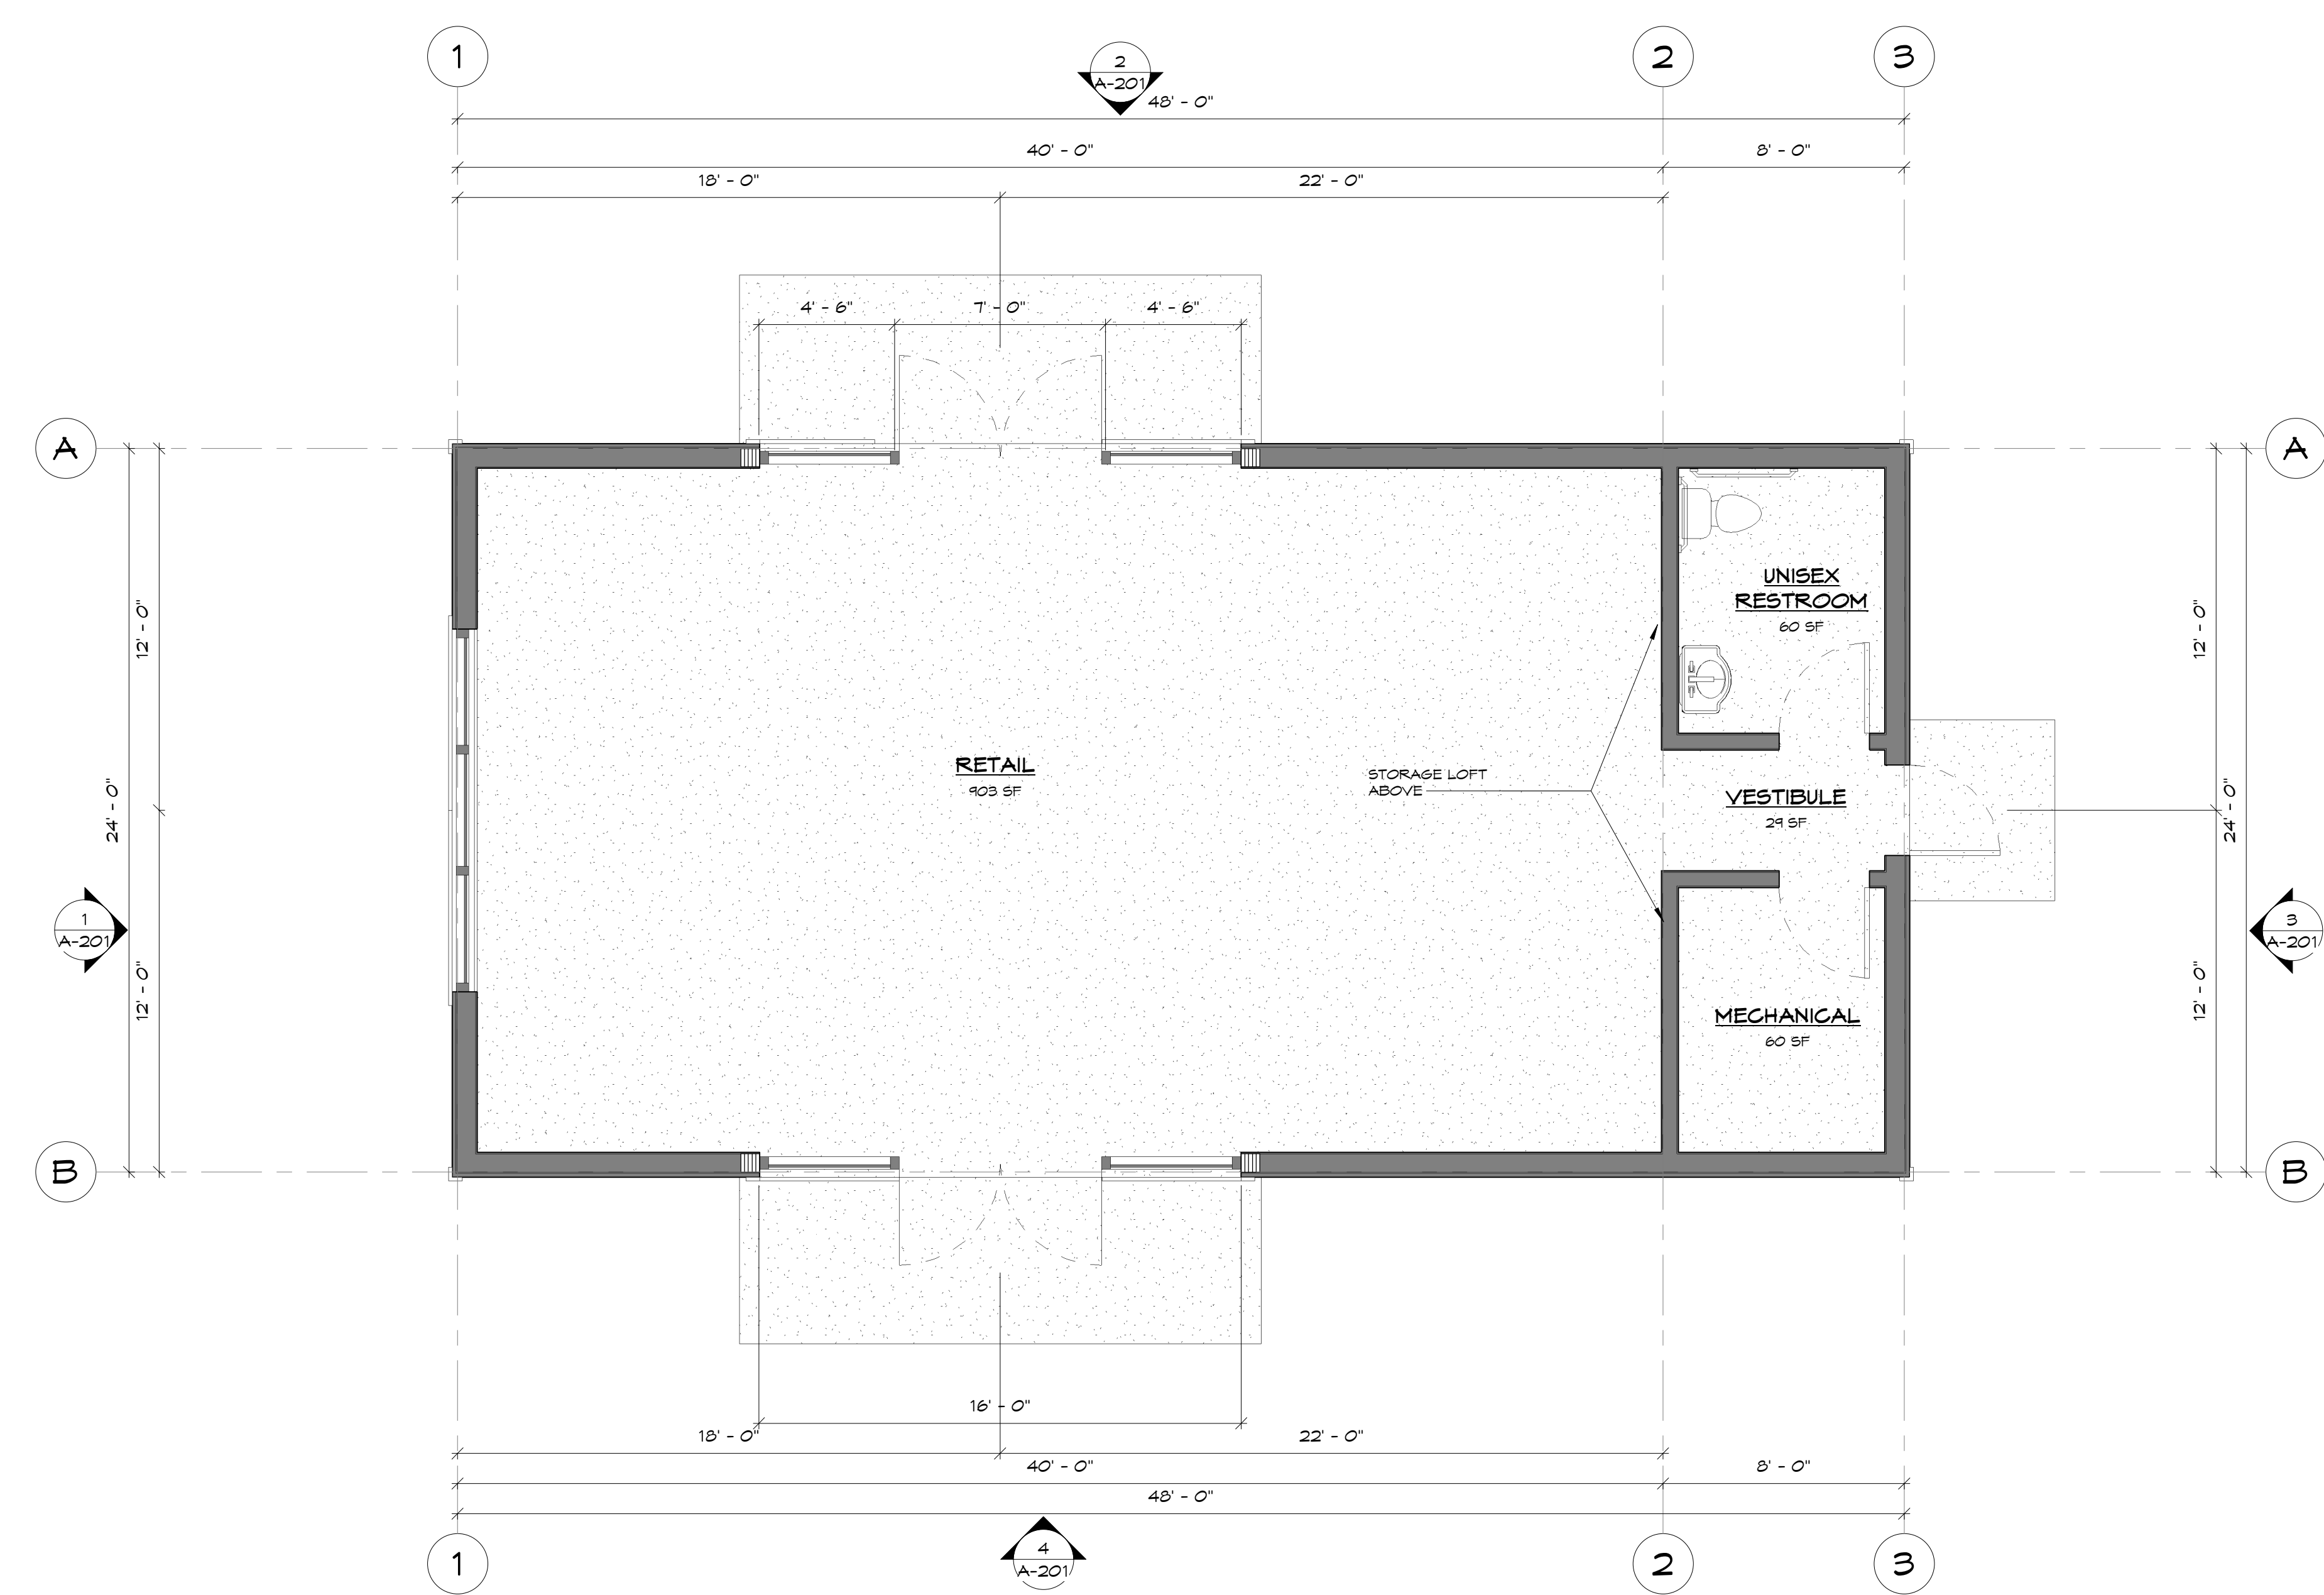 1
2
3
2
A-201
48' - 0"
40' - 0"
8' - 0"
18' - 0"
22' - 0"
4' - 6"
7' - 0"
4' - 6"
A
A
12' - 0"
12' - 0"
UNISEX
RESTROOM
60 SF
RETAIL
903 SF
STORAGE LOFT
ABOVE
VESTIBULE
29 SF
24' - 0"
24' - 0"
1
A-201
3
A-201
12' - 0"
12' - 0"
MECHANICAL
60 SF
B
B
16' - 0"
18' - 0"
22' - 0"
40' - 0"
8' - 0"
48' - 0"
4
A-201
1
2
3